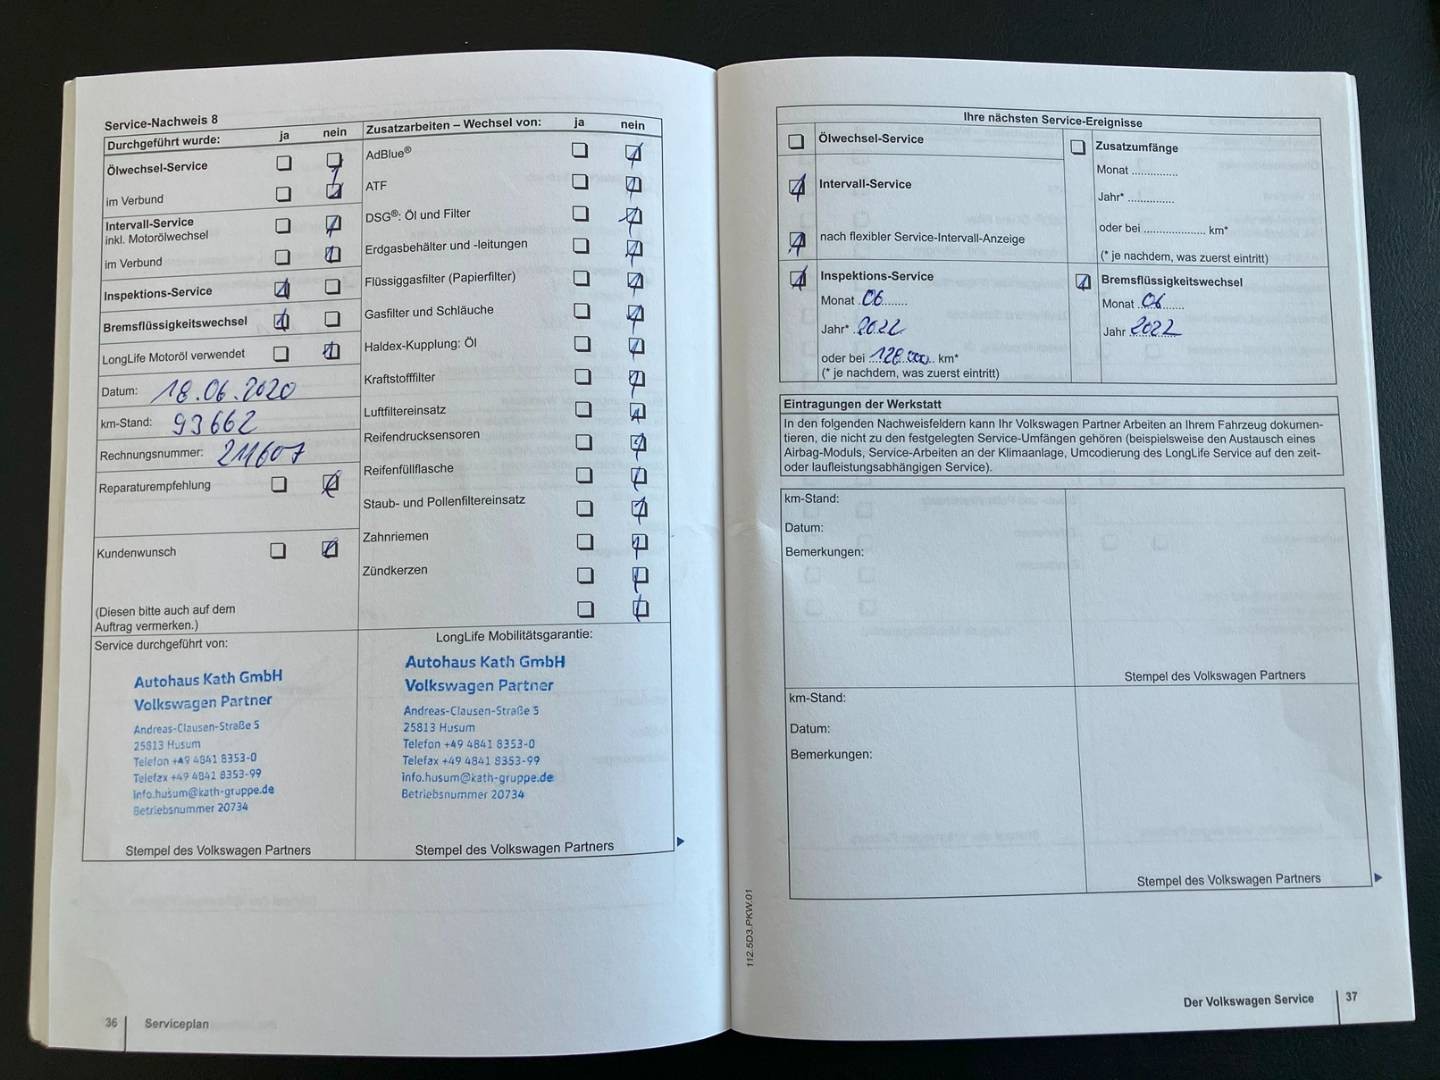 Service-Nachweis 8
Durchgeführt wurde: ja nein
Ölwechsel-Service
im Verbund
Intervall-Service
inkl. Motorölwechsel
im Verbund
Inspektions-Service
Bremsflüssigkeitswechsel
LongLife Motoröl verwendet
Datum: 18.06.2020
km-Stand: 93662
Rechnungsnummer: 211607
Reparaturempfehlung
Kundenwunsch
(Diesen bitte auch auf dem
Auftrag vermerken.)
Zusatzarbeiten – Wechsel von: ja nein
AdBlue®
ATF
DSG®: Öl und Filter
Erdgasbehälter und -leitungen
Flüssiggasfilter (Papierfilter)
Gasfilter und Schläuche
Haldex-Kupplung: Öl
Kraftstofffilter
Luftfiltereinsatz
Reifendrucksensoren
Reifenfüllflasche
Staub- und Pollenfiltereinsatz
Zahnriemen
Zündkerzen
Service durchgeführt von:
Autohaus Kath GmbH
Volkswagen Partner
Andreas-Clausen-Straße 5
25813 Husum
Telefon +49 4841 8353-0
Telefax +49 4841 8353-99
info.husum@kath-gruppe.de
Betriebsnummer 20734
Stempel des Volkswagen Partners
LongLife Mobilitätsgarantie:
Autohaus Kath GmbH
Volkswagen Partner
Andreas-Clausen-Straße 5
25813 Husum
Telefon +49 4841 8353-0
Telefax +49 4841 8353-99
info.husum@kath-gruppe.de
Betriebsnummer 20734
Stempel des Volkswagen Partners
36 Serviceplan
Ihre nächsten Service-Ereignisse
Ölwechsel-Service
Intervall-Service
nach flexibler Service-Intervall-Anzeige
Zusatzumfänge
Monat ..............
Jahr* ..............
oder bei ................... km*
(* je nachdem, was zuerst eintritt)
Inspektions-Service
Monat 06
Jahr* 2022
oder bei 128.000 km*
(* je nachdem, was zuerst eintritt)
Bremsflüssigkeitswechsel
Monat 06
Jahr 2022
Eintragungen der Werkstatt
In den folgenden Nachweisfeldern kann Ihr Volkswagen Partner Arbeiten an Ihrem Fahrzeug dokumen-
tieren, die nicht zu den festgelegten Service-Umfängen gehören (beispielsweise den Austausch eines
Airbag-Moduls, Service-Arbeiten an der Klimaanlage, Umcodierung des LongLife Service auf den zeit-
oder laufleistungsabhängigen Service).
km-Stand:
Datum:
Bemerkungen:
Stempel des Volkswagen Partners
km-Stand:
Datum:
Bemerkungen:
Stempel des Volkswagen Partners
112.5D3.PKW.01
Der Volkswagen Service 37